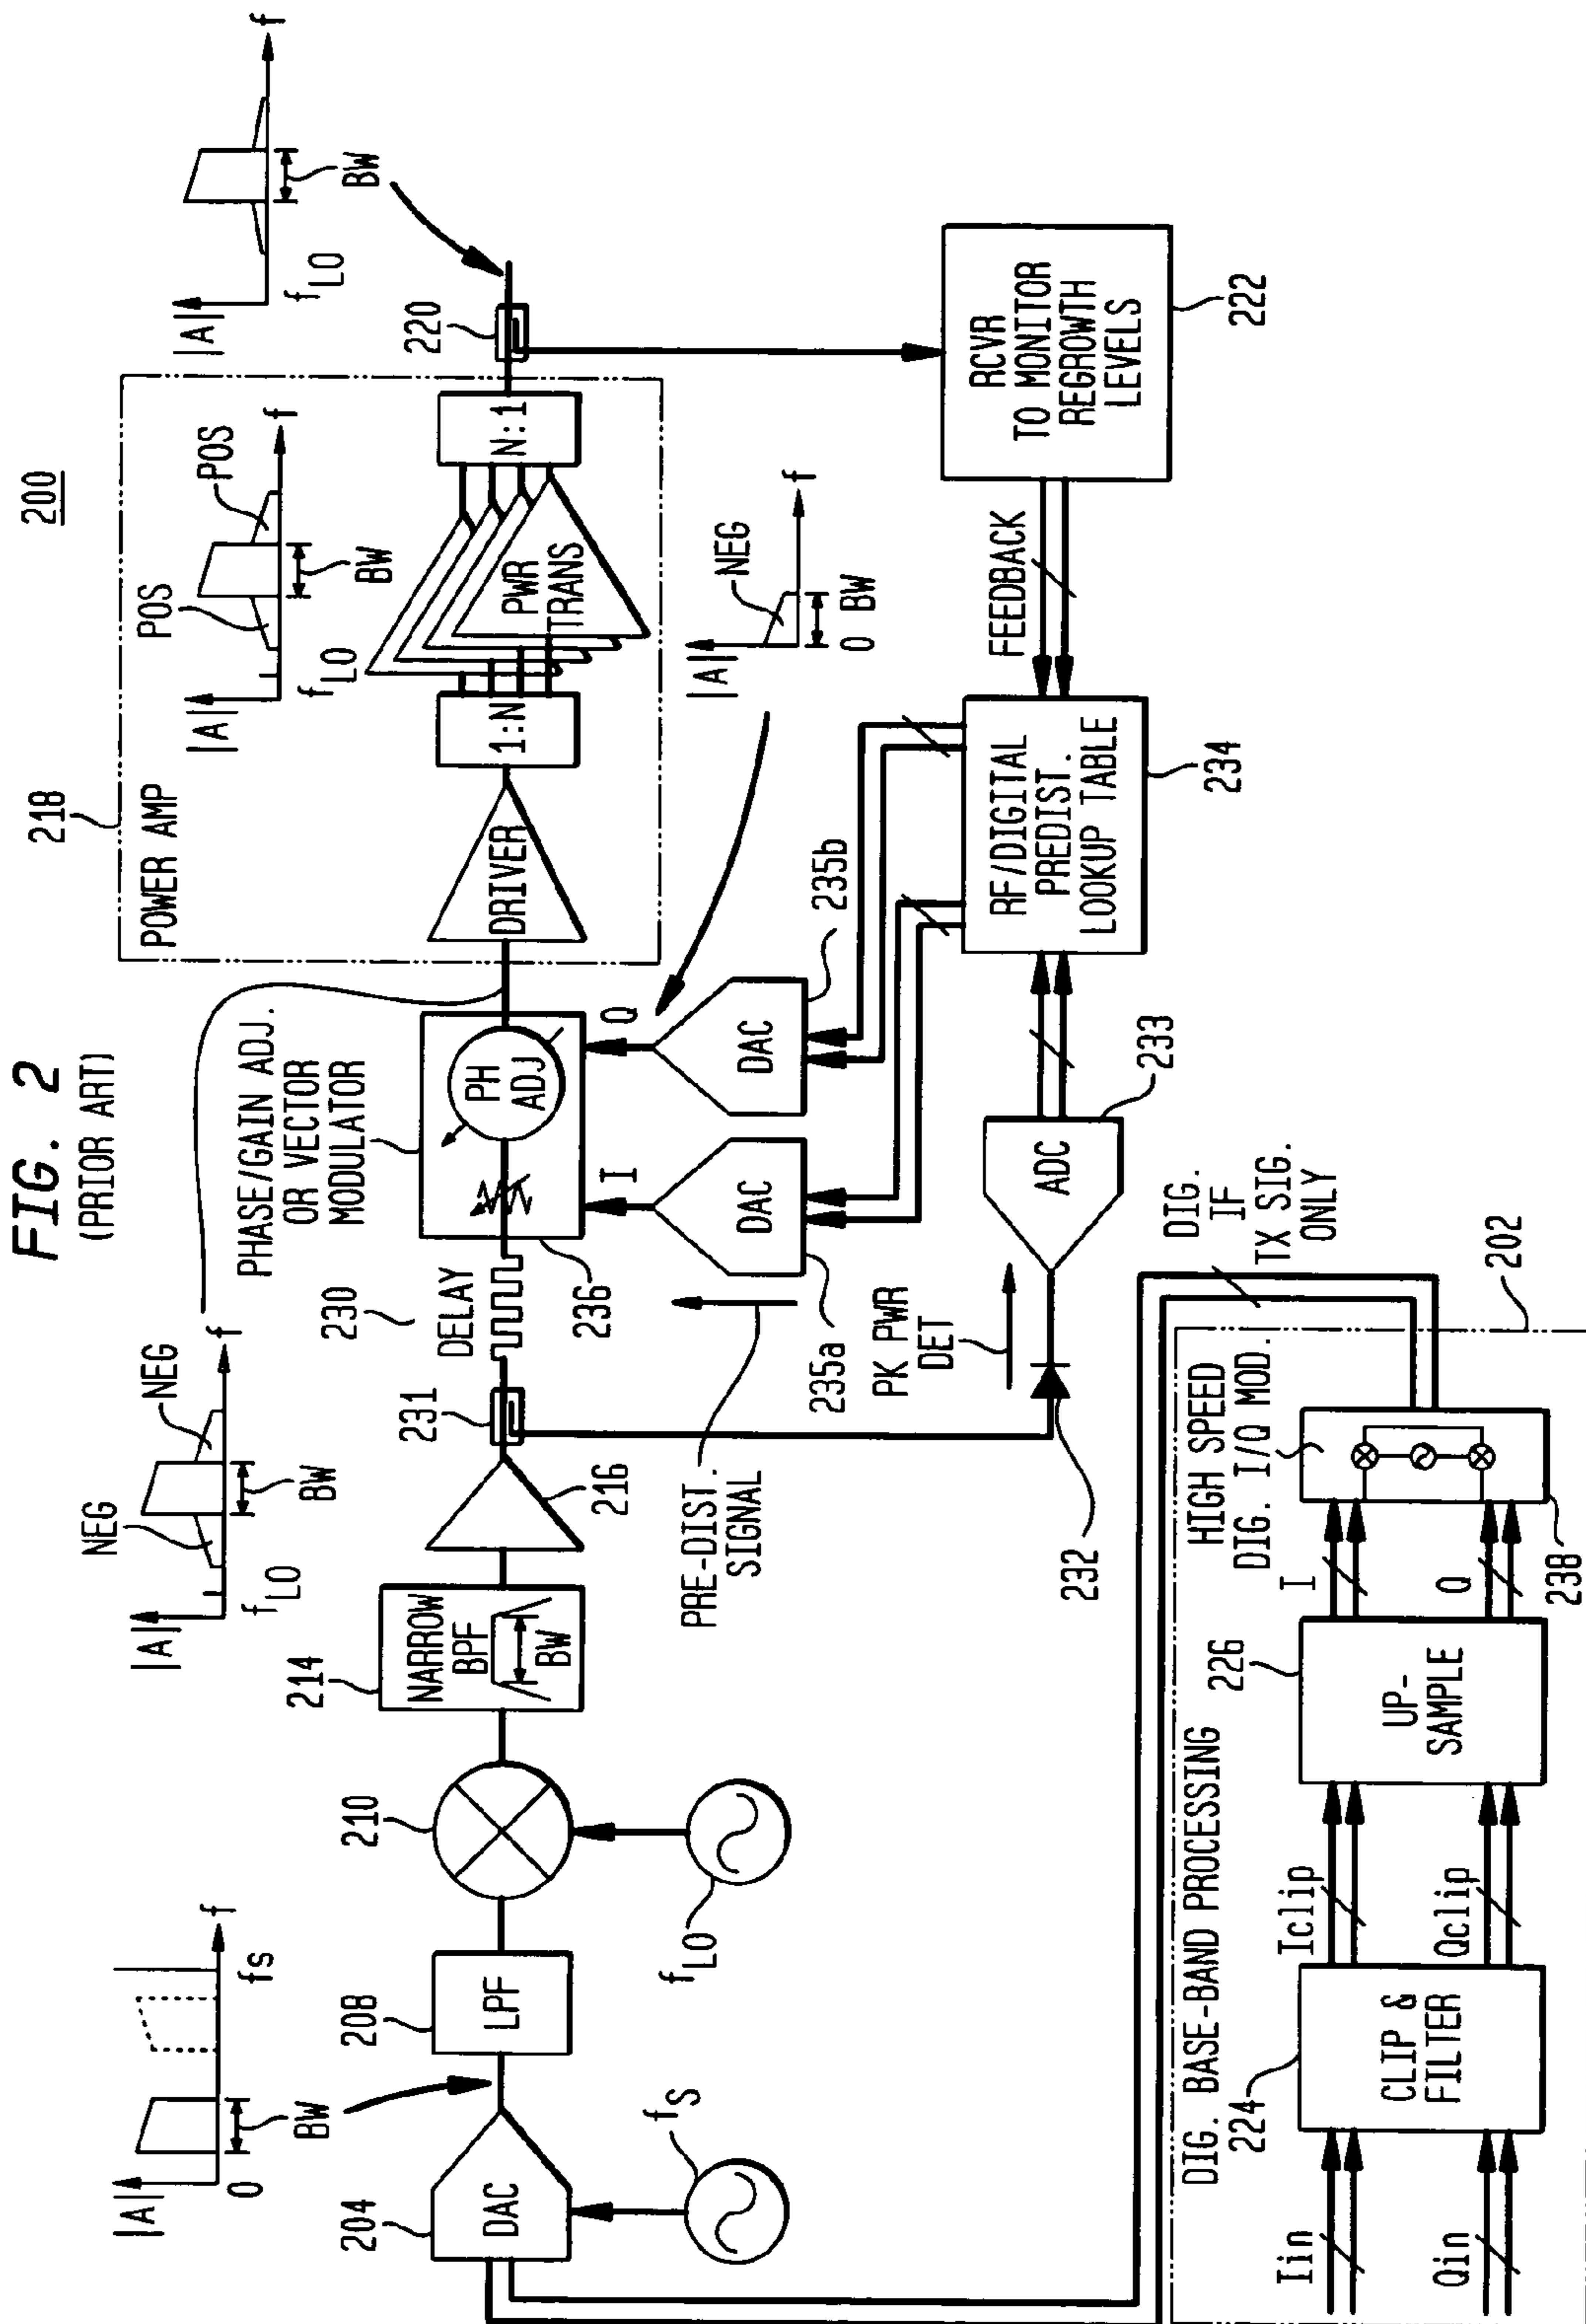 FIG. 2
(PRIOR ART)
200
|A|
0
BW
fs
f
204
DAC
fS
208
LPF
210
fLO
214
NARROW
BPF
BW
216
|A|
fLO
NEG
NEG
BW
f
231
DELAY
230
PHASE/GAIN ADJ.
OR VECTOR
MODULATOR
PH
ADJ
236
I
Q
218
POWER AMP
DRIVER
1:N
PWR
TRANS
N:1
|A|
fLO
POS
POS
BW
f
220
|A|
fLO
BW
f
|A|
0
BW
NEG
f
PRE-DIST.
SIGNAL
DAC
235a
DAC
235b
232
PK PWR
DET
ADC
233
RF/DIGITAL
PREDIST.
LOOKUP TABLE
234
FEEDBACK
RCVR
TO MONITOR
REGROWTH
LEVELS
222
DIG. BASE-BAND PROCESSING
202
Iin
Qin
224
CLIP &
FILTER
Iclip
Qclip
226
UP-
SAMPLE
I
Q
HIGH SPEED
DIG. I/Q MOD.
238
DIG.
IF
TX SIG.
ONLY